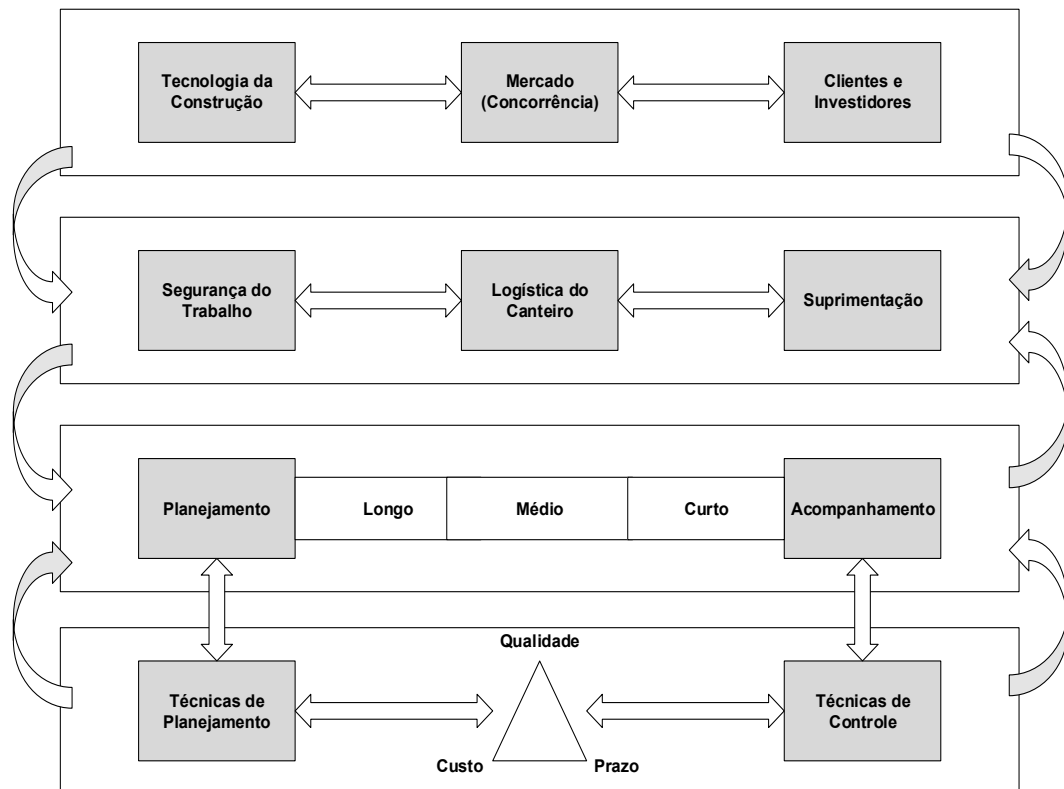 Tecnologia da
Construção
Mercado
(Concorrência)
Clientes e
Investidores
Segurança do
Trabalho
Logística do
Canteiro
Suprimentação
Planejamento
Longo
Médio
Curto
Acompanhamento
Qualidade
Técnicas de
Planejamento
Técnicas de
Controle
Custo
Prazo